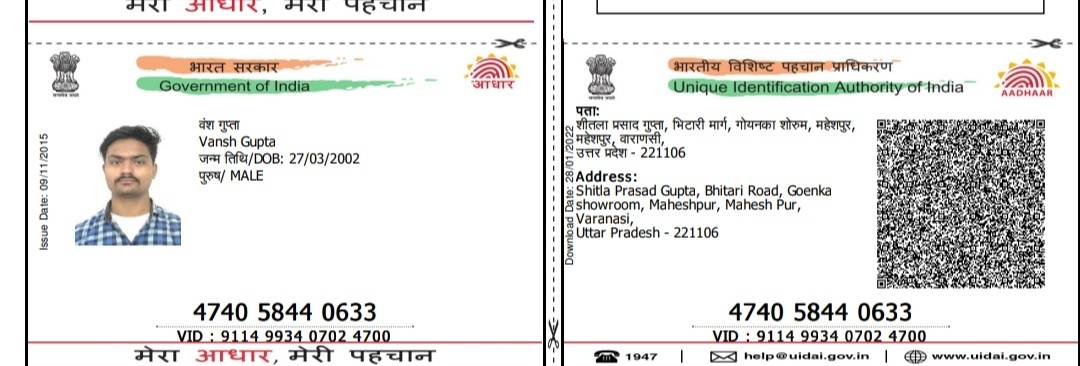 मेरा आधार, मेरी पहचान
भारत सरकार
Government of India
आधार
Issue Date: 09/11/2015
वंश गुप्ता
Vansh Gupta
जन्म तिथि/DOB: 27/03/2002
पुरुष/ MALE
4740 5844 0633
VID : 9114 9934 0702 4700
मेरा आधार, मेरी पहचान
भारतीय विशिष्ट पहचान प्राधिकरण
Unique Identification Authority of India
AADHAAR
Download Date: 28/01/2022
पता:
शीतला प्रसाद गुप्ता, भिटारी मार्ग, गोयनका शोरुम, महेशपुर,
महेशपुर, वाराणसी,
उत्तर प्रदेश - 221106
Address:
Shitla Prasad Gupta, Bhitari Road, Goenka
showroom, Maheshpur, Mahesh Pur,
Varanasi,
Uttar Pradesh - 221106
4740 5844 0633
VID : 9114 9934 0702 4700
1947 | help@uidai.gov.in | www.uidai.gov.in